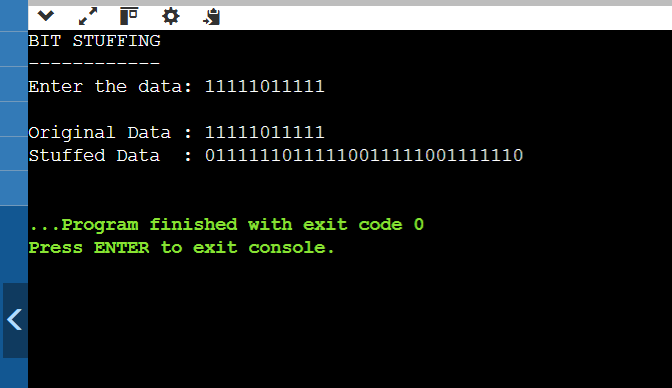 BIT STUFFING
------------
Enter the data: 11111011111
Original Data : 11111011111
Stuffed Data  : 01111110111110011111001111110
...Program finished with exit code 0
Press ENTER to exit console.